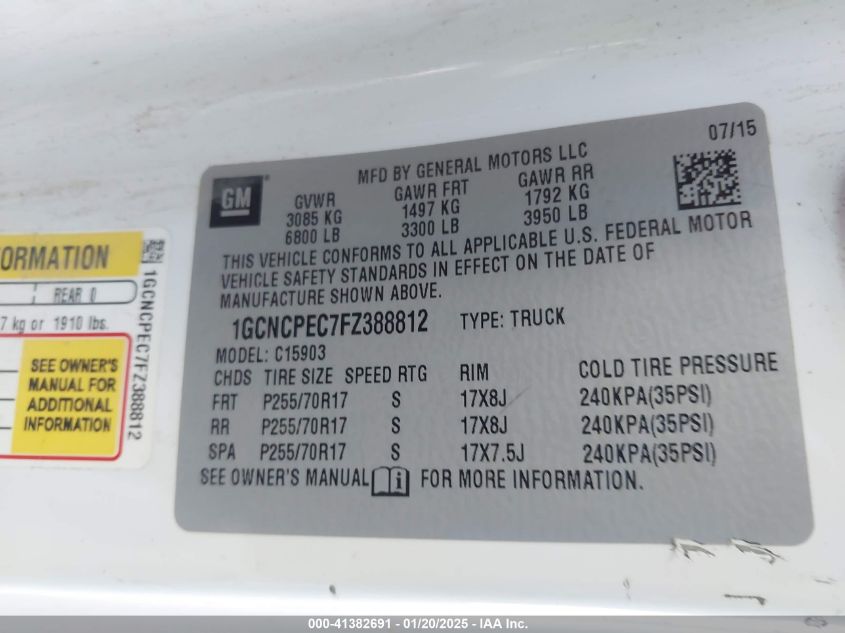 07/15
MFD BY GENERAL MOTORS LLC
GM
GVWR GAWR FRT GAWR RR
3085 KG 1497 KG 1792 KG
6800 LB 3300 LB 3950 LB
THIS VEHICLE CONFORMS TO ALL APPLICABLE U.S. FEDERAL MOTOR
VEHICLE SAFETY STANDARDS IN EFFECT ON THE DATE OF
MANUFACTURE SHOWN ABOVE.
1GCNCPEC7FZ388812 TYPE: TRUCK
MODEL: C15903
CHDS TIRE SIZE SPEED RTG RIM COLD TIRE PRESSURE
FRT P255/70R17 S 17X8J 240KPA(35PSI)
RR P255/70R17 S 17X8J 240KPA(35PSI)
SPA P255/70R17 S 17X7.5J 240KPA(35PSI)
SEE OWNER'S MANUAL i FOR MORE INFORMATION.
ORMATION
REAR 0
7 kg or 1910 lbs.
SEE OWNER'S
MANUAL FOR
ADDITIONAL
INFORMATION
1GCNCPEC7FZ388812
000-41382691 - 01/20/2025 - IAA Inc.